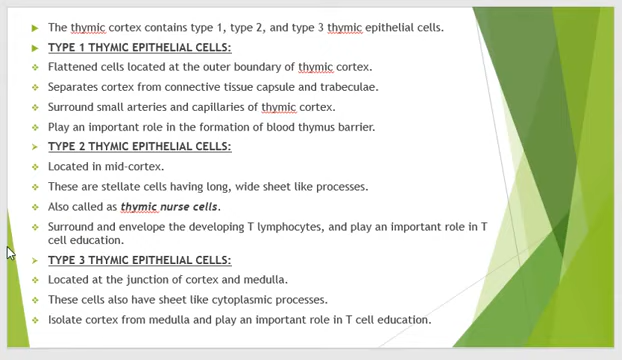 The thymic cortex contains type 1, type 2, and type 3 thymic epithelial cells.
TYPE 1 THYMIC EPITHELIAL CELLS:
Flattened cells located at the outer boundary of thymic cortex.
Separates cortex from connective tissue capsule and trabeculae.
Surround small arteries and capillaries of thymic cortex.
Play an important role in the formation of blood thymus barrier.
TYPE 2 THYMIC EPITHELIAL CELLS:
Located in mid-cortex.
These are stellate cells having long, wide sheet like processes.
Also called as thymic nurse cells.
Surround and envelope the developing T lymphocytes, and play an important role in T
cell education.
TYPE 3 THYMIC EPITHELIAL CELLS:
Located at the junction of cortex and medulla.
These cells also have sheet like cytoplasmic processes.
Isolate cortex from medulla and play an important role in T cell education.